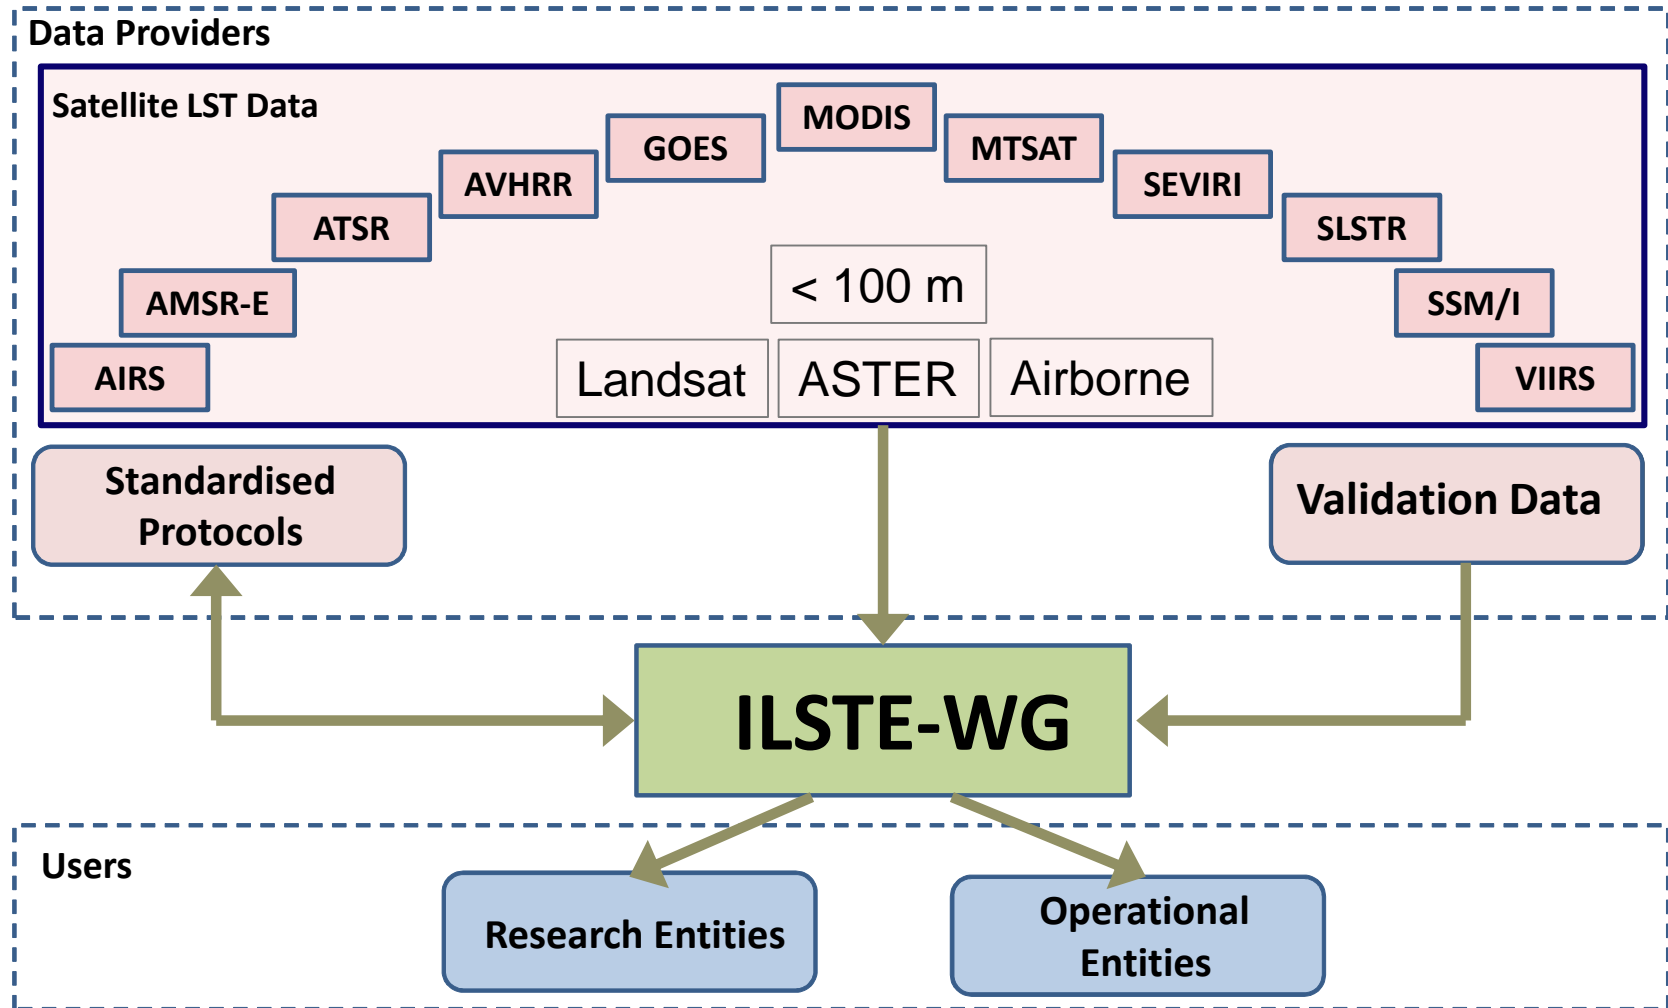 Data Providers
Satellite LST Data
MODIS
GOES
MTSAT
AVHRR
SEVIRI
ATSR
SLSTR
< 100 m
AMSR-E
SSM/I
AIRS
Landsat
ASTER
Airborne
VIIRS
Standardised
Protocols
Validation Data
ILSTE-WG
Users
Research Entities
Operational
Entities